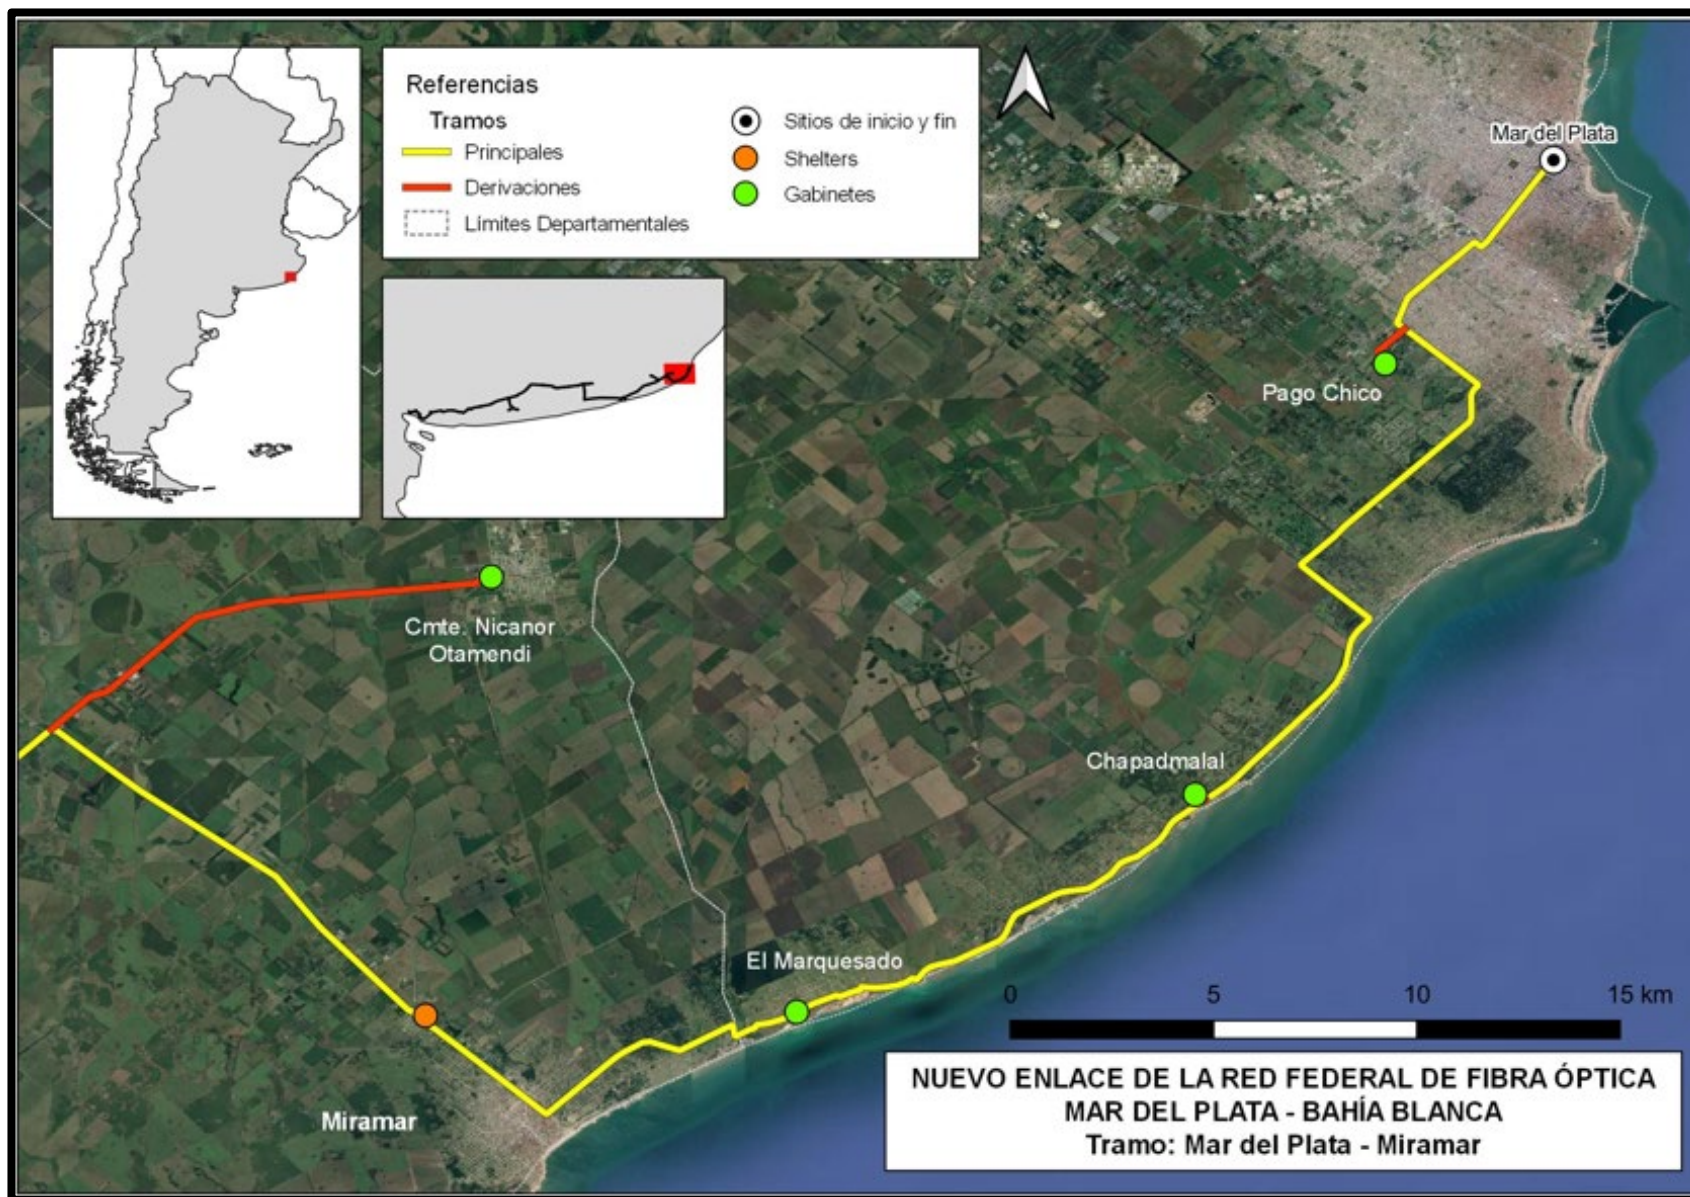 Referencias
Tramos
Principales
Derivaciones
Límites Departamentales
Sitios de inicio y fin
Shelters
Gabinetes
Mar del Plata
Pago Chico
Cmte. Nicanor
Otamendi
Chapadmalal
El Marquesado
Miramar
0 5 10 15 km
NUEVO ENLACE DE LA RED FEDERAL DE FIBRA ÓPTICA
MAR DEL PLATA - BAHÍA BLANCA
Tramo: Mar del Plata - Miramar